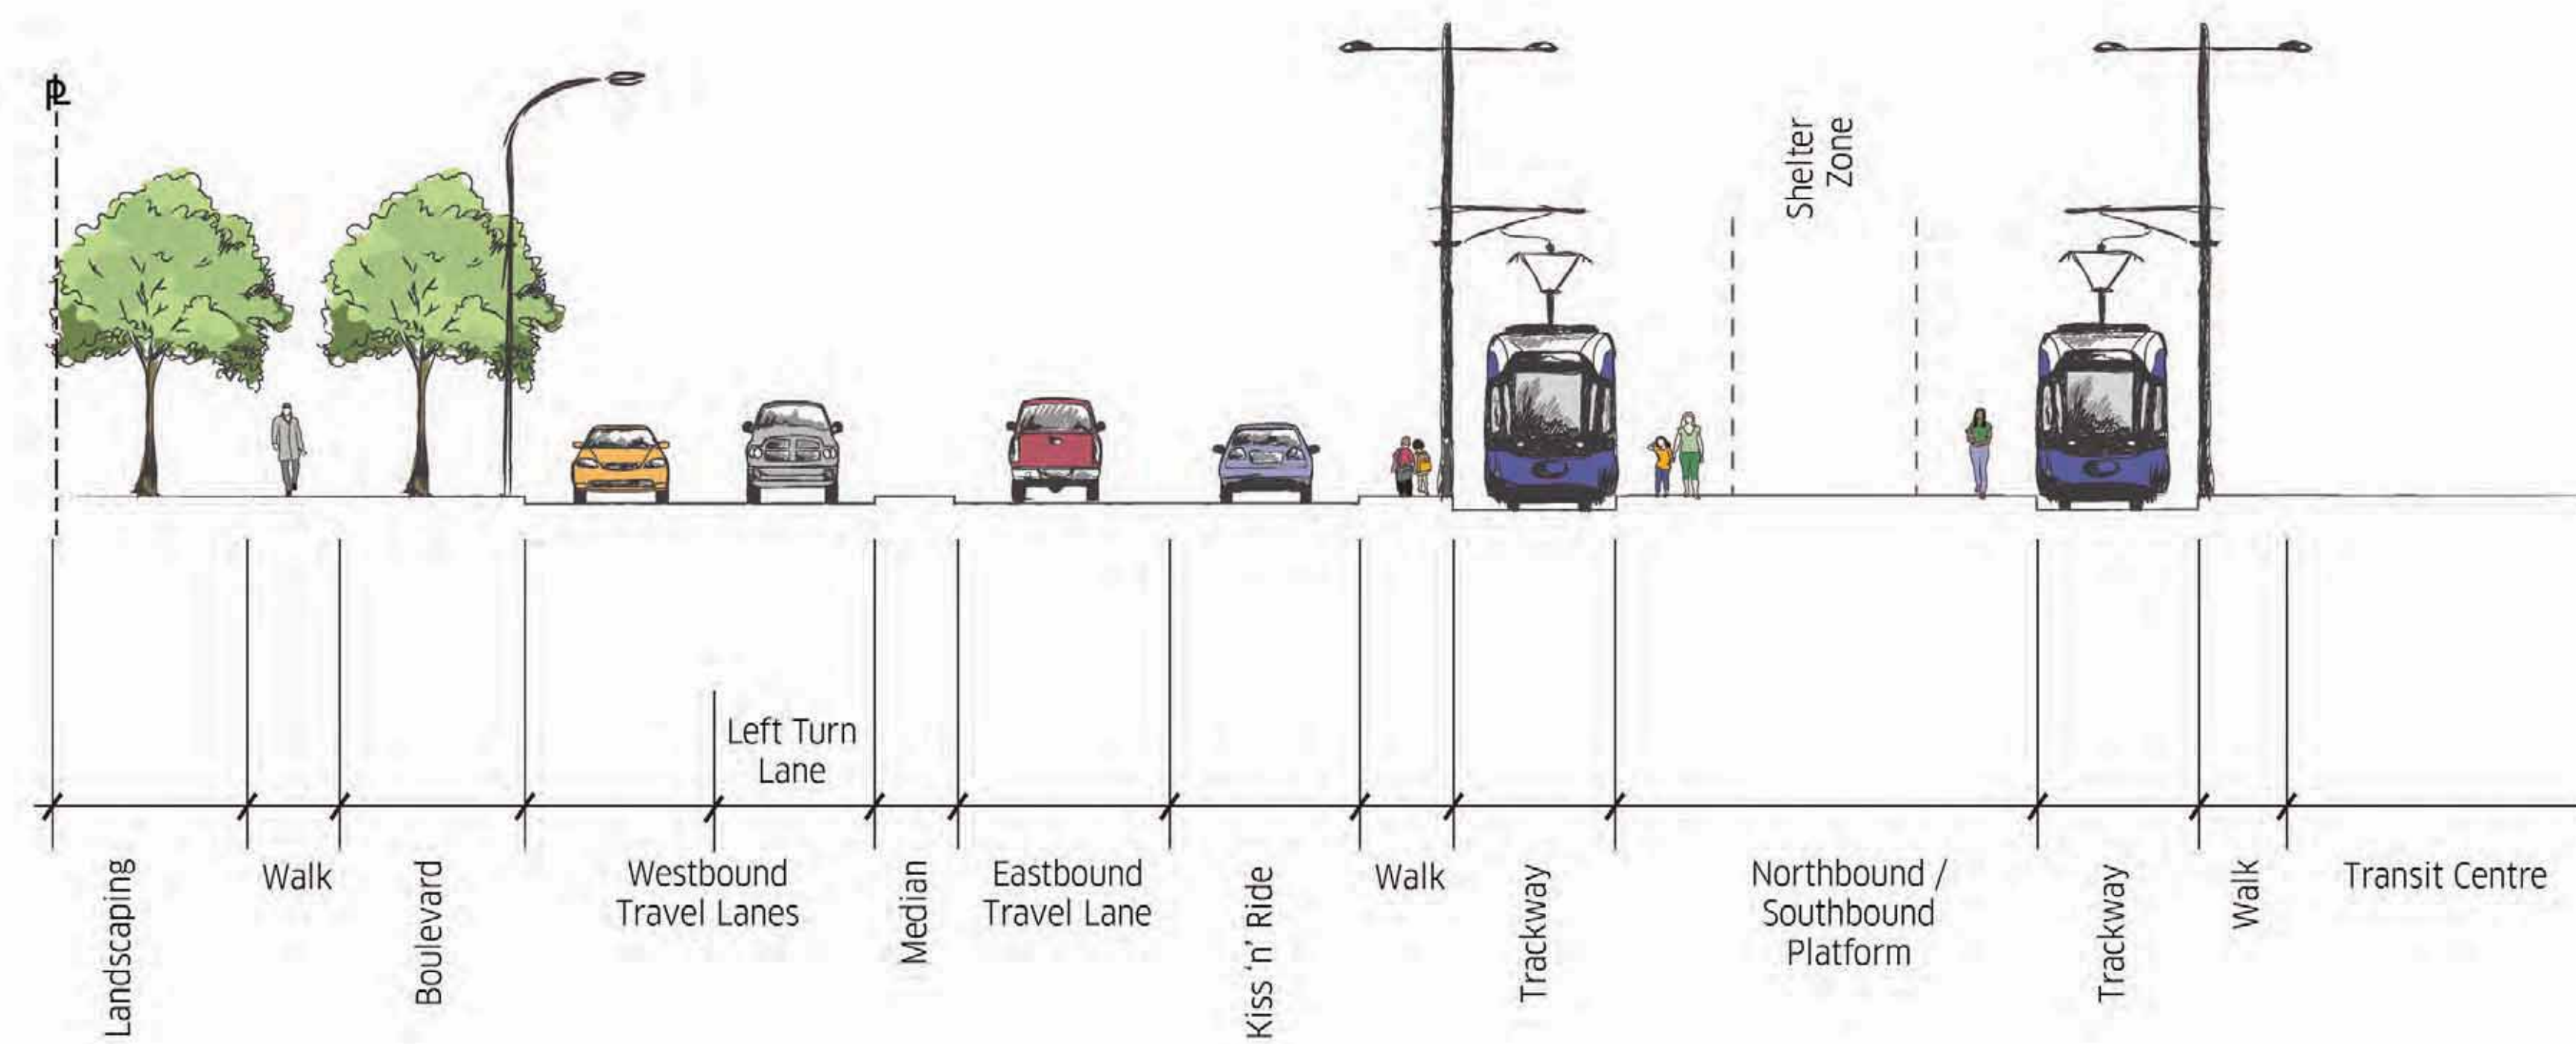 PL
Shelter
Zone
Left Turn
Lane
Landscaping
Walk
Boulevard
Westbound
Travel Lanes
Median
Eastbound
Travel Lane
Kiss 'n' Ride
Walk
Trackway
Northbound /
Southbound
Platform
Trackway
Walk
Transit Centre